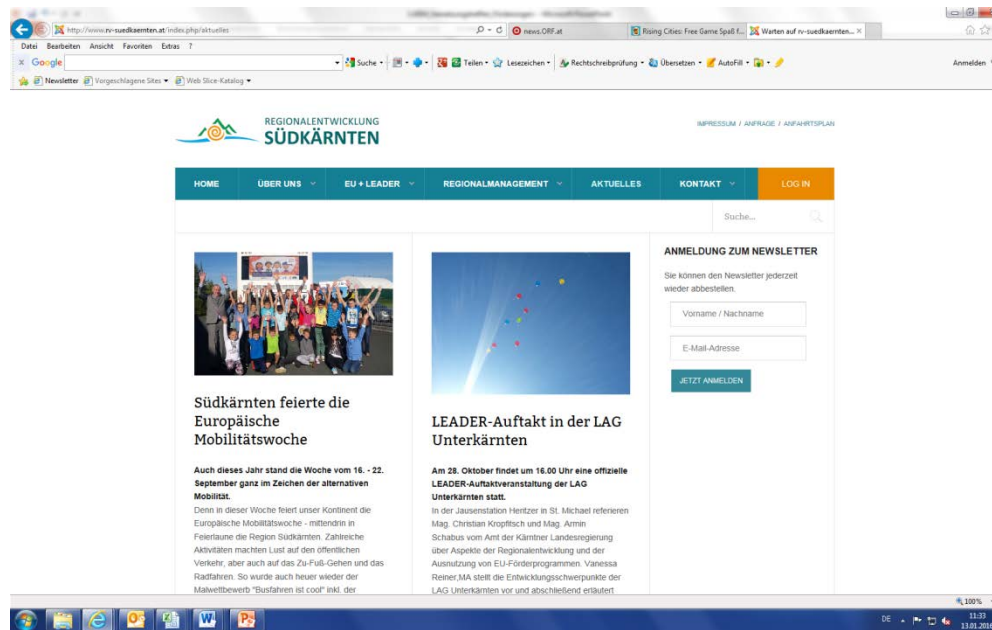 http://www.rv-suedkaernten.at/index.php/aktuelles
news.ORF.at
Rising Cities: Free Game Spaß f...
Warten auf rv-suedkaernten...
Datei Bearbeiten Ansicht Favoriten Extras ?
x Google
Suche
Teilen
Lesezeichen
Rechtschreibprüfung
Übersetzen
AutoFill
Anmelden
Newsletter
Vorgeschlagene Sites
Web Slice-Katalog
REGIONALENTWICKLUNG
SÜDKÄRNTEN
IMPRESSUM / ANFRAGE / ANFAHRTSPLAN
HOME ÜBER UNS EU + LEADER REGIONALMANAGEMENT AKTUELLES KONTAKT LOG IN
Suche...
Südkärnten feierte die
Europäische
Mobilitätswoche
Auch dieses Jahr stand die Woche vom 16. - 22.
September ganz im Zeichen der alternativen
Mobilität.
Denn in dieser Woche feiert unser Kontinent die
Europäische Mobilitätswoche - mittendrin in
Feierlaune die Region Südkärnten. Zahlreiche
Aktivitäten machten Lust auf den öffentlichen
Verkehr, aber auch auf das Zu-Fuß-Gehen und das
Radfahren. So wurde auch heuer wieder der
Malwettbewerb "Busfahren ist cool" inkl. der
LEADER-Auftakt in der LAG
Unterkärnten
Am 28. Oktober findet um 16.00 Uhr eine offizielle
LEADER-Auftaktveranstaltung der LAG
Unterkärnten statt.
In der Jausenstation Hentzer in St. Michael referieren
Mag. Christian Kropfitsch und Mag. Armin
Schabus vom Amt der Kärntner Landesregierung
über Aspekte der Regionalentwicklung und der
Ausnutzung von EU-Förderprogrammen. Vanessa
Reiner,MA stellt die Entwicklungsschwerpunkte der
LAG Unterkärnten vor und abschließend erläutert
ANMELDUNG ZUM NEWSLETTER
Sie können den Newsletter jederzeit
wieder abbestellen.
Vorname / Nachname
E-Mail-Adresse
JETZT ANMELDEN
100%
DE
11:33
13.01.2016